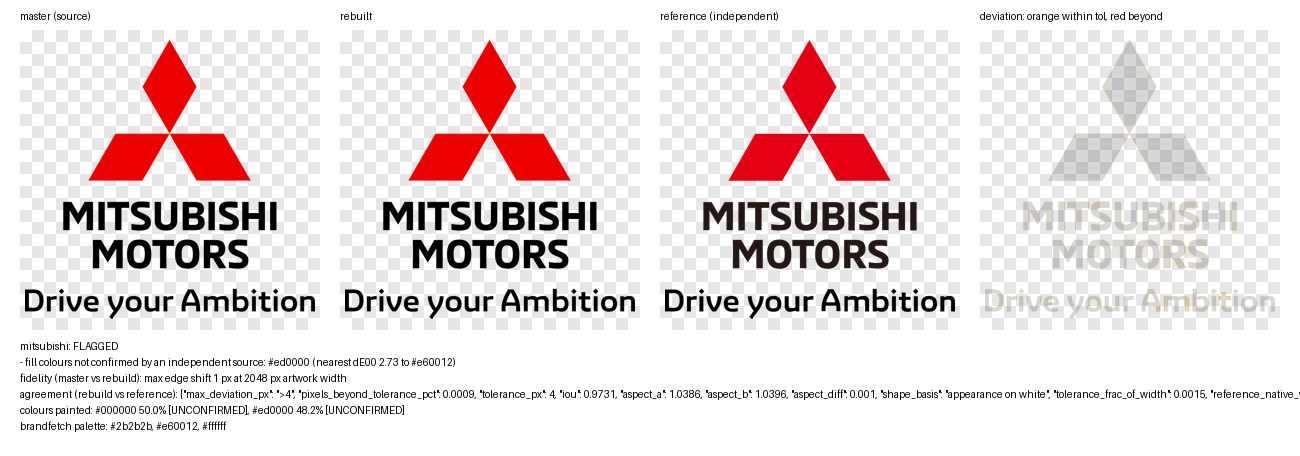 master (source) rebuilt reference (independent) deviation: orange within tol, red beyond
MITSUBISHI MITSUBISHI MITSUBISHI MITSUBISHI
MOTORS MOTORS MOTORS MOTORS
Drive your Ambition Drive your Ambition Drive your Ambition Drive your Ambition
mitsubishi: FLAGGED
- fill colours not confirmed by an independent source: #ed0000 (nearest dE00 2.73 to #e60012)
fidelity (master vs rebuild): max edge shift 1 px at 2048 px artwork width
agreement (rebuild vs reference): {"max_deviation_px": ">4", "pixels_beyond_tolerance_pct": 0.0009, "tolerance_px": 4, "iou": 0.9731, "aspect_a": 1.0386, "aspect_b": 1.0396, "aspect_diff": 0.001, "shape_basis": "appearance on white", "tolerance_frac_of_width": 0.0015, "reference_native_
colours painted: #000000 50.0% [UNCONFIRMED], #ed0000 48.2% [UNCONFIRMED]
brandfetch palette: #2b2b2b, #e60012, #ffffff